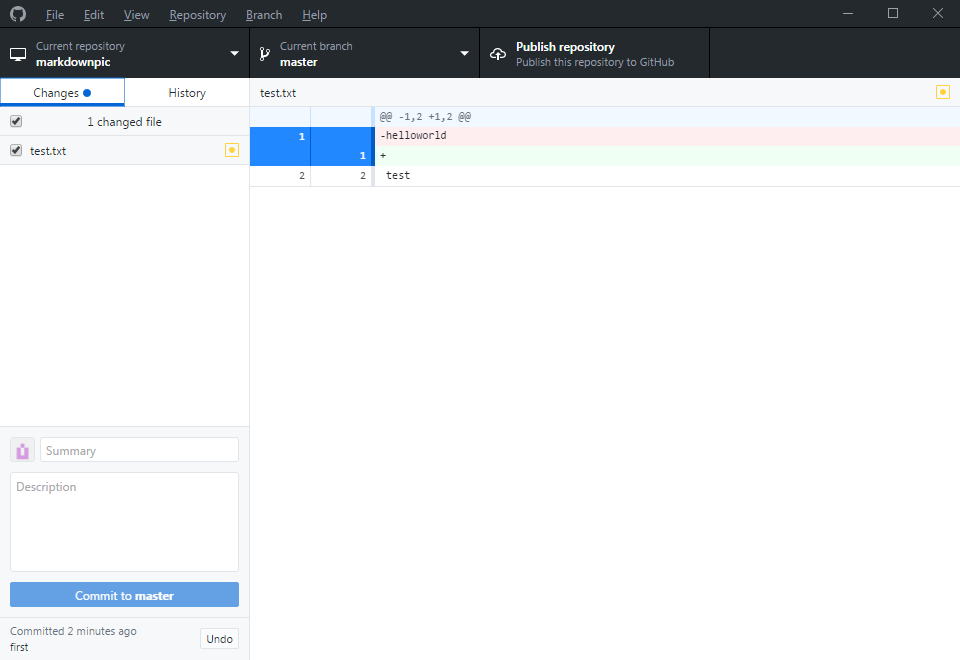 File Edit View Repository Branch Help
Current repository
markdownpic
Current branch
master
Publish repository
Publish this repository to GitHub
Changes
History
1 changed file
test.txt
test.txt
@@ -1,2 +1,2 @@
1 -helloworld
1 +
2 2 test
Summary
Description
Commit to master
Committed 2 minutes ago
first
Undo